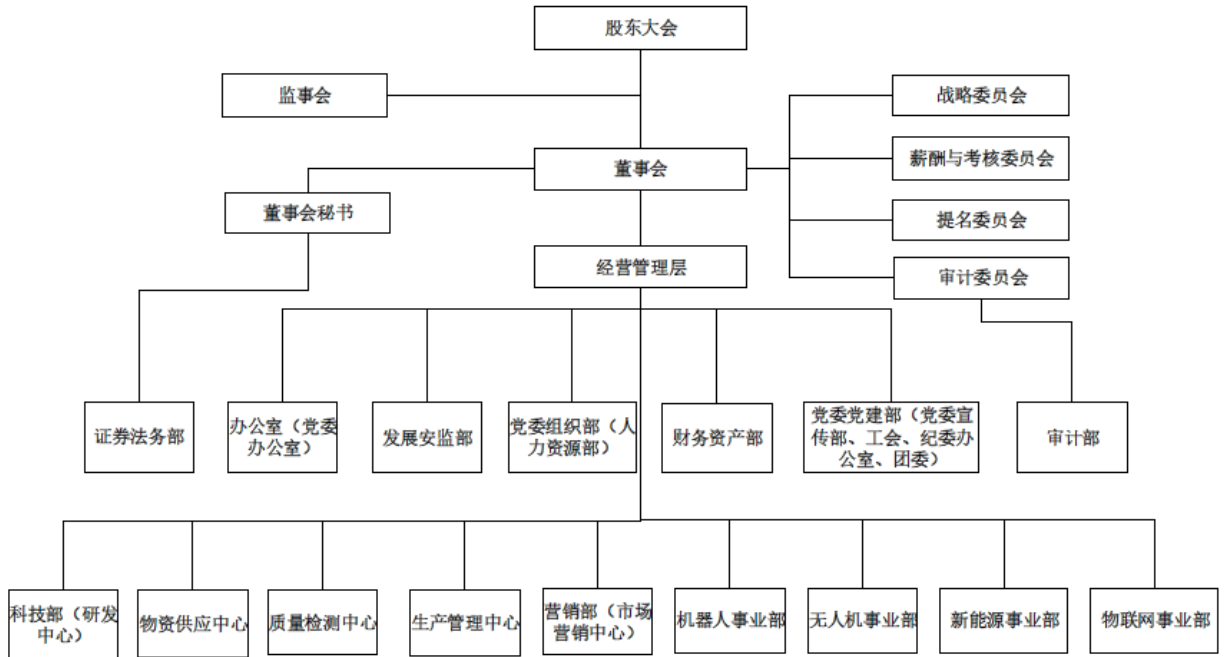 股东大会
监事会
战略委员会
薪酬与考核委员会
董事会
董事会秘书
提名委员会
经营管理层
审计委员会
证券法务部
办公室（党委
办公室）
发展安监部
党委组织部（人
力资源部）
财务资产部
党委党建部（党委宣
传部、工会、纪委办
公室、团委）
审计部
科技部（研发
中心）
物资供应中心
质量检测中心
生产管理中心
营销部（市场
营销中心）
机器人事业部
无人机事业部
新能源事业部
物联网事业部